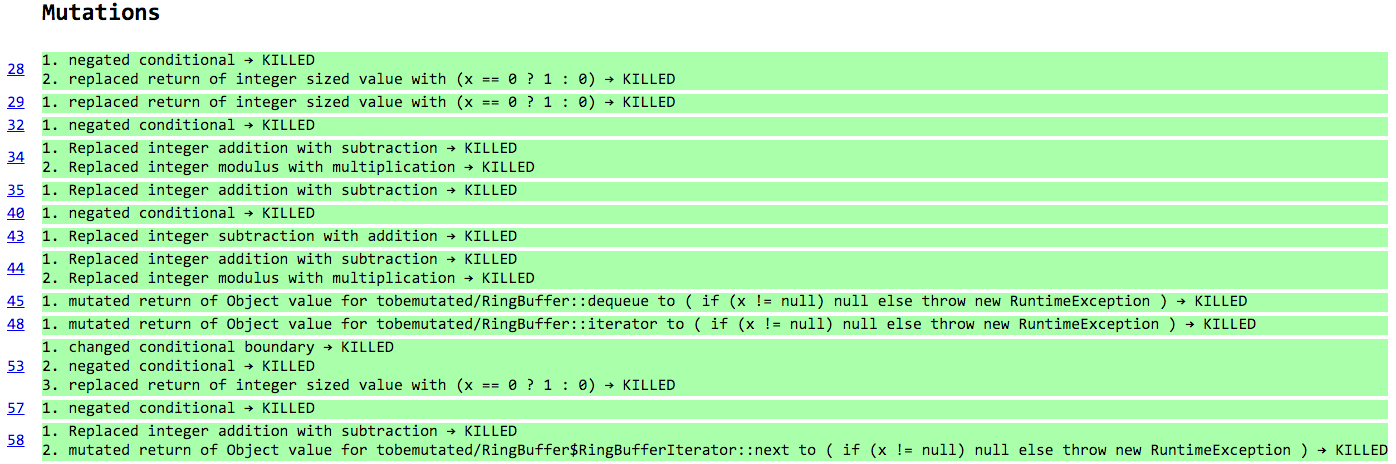 Mutations
28
1. negated conditional → KILLED
2. replaced return of integer sized value with (x == 0 ? 1 : 0) → KILLED
29 1. replaced return of integer sized value with (x == 0 ? 1 : 0) → KILLED
32 1. negated conditional → KILLED
34
1. Replaced integer addition with subtraction → KILLED
2. Replaced integer modulus with multiplication → KILLED
35 1. Replaced integer addition with subtraction → KILLED
40 1. negated conditional → KILLED
43 1. Replaced integer subtraction with addition → KILLED
44
1. Replaced integer addition with subtraction → KILLED
2. Replaced integer modulus with multiplication → KILLED
45 1. mutated return of Object value for tobemutated/RingBuffer::dequeue to ( if (x != null) null else throw new RuntimeException ) → KILLED
48 1. mutated return of Object value for tobemutated/RingBuffer::iterator to ( if (x != null) null else throw new RuntimeException ) → KILLED
53
1. changed conditional boundary → KILLED
2. negated conditional → KILLED
3. replaced return of integer sized value with (x == 0 ? 1 : 0) → KILLED
57 1. negated conditional → KILLED
58
1. Replaced integer addition with subtraction → KILLED
2. mutated return of Object value for tobemutated/RingBuffer$RingBufferIterator::next to ( if (x != null) null else throw new RuntimeException ) → KILLED